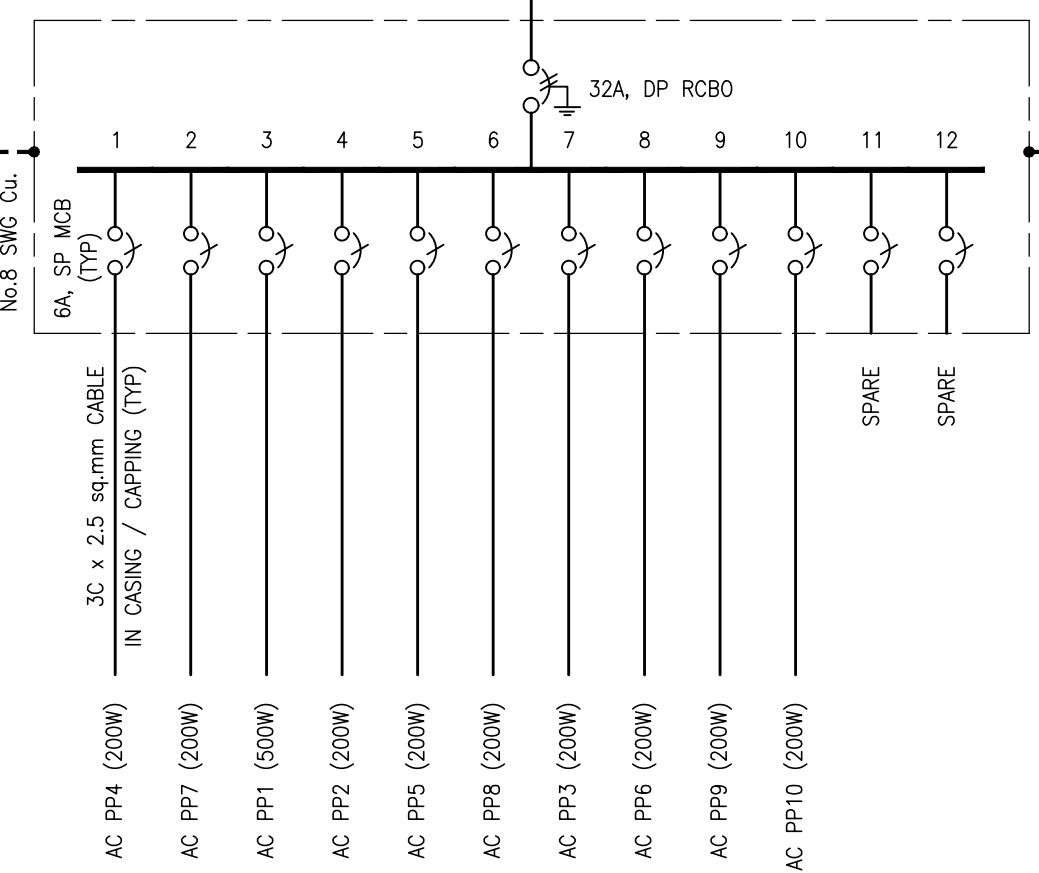 32A, DP RCBO
1 2 3 4 5 6 7 8 9 10 11 12
No.8 SWG Cu.
6A, SP MCB
(TYP)
3C x 2.5 sq.mm CABLE
IN CASING / CAPPING (TYP)
SPARE
SPARE
AC PP4 (200W)
AC PP7 (200W)
AC PP1 (500W)
AC PP2 (200W)
AC PP5 (200W)
AC PP8 (200W)
AC PP3 (200W)
AC PP6 (200W)
AC PP9 (200W)
AC PP10 (200W)